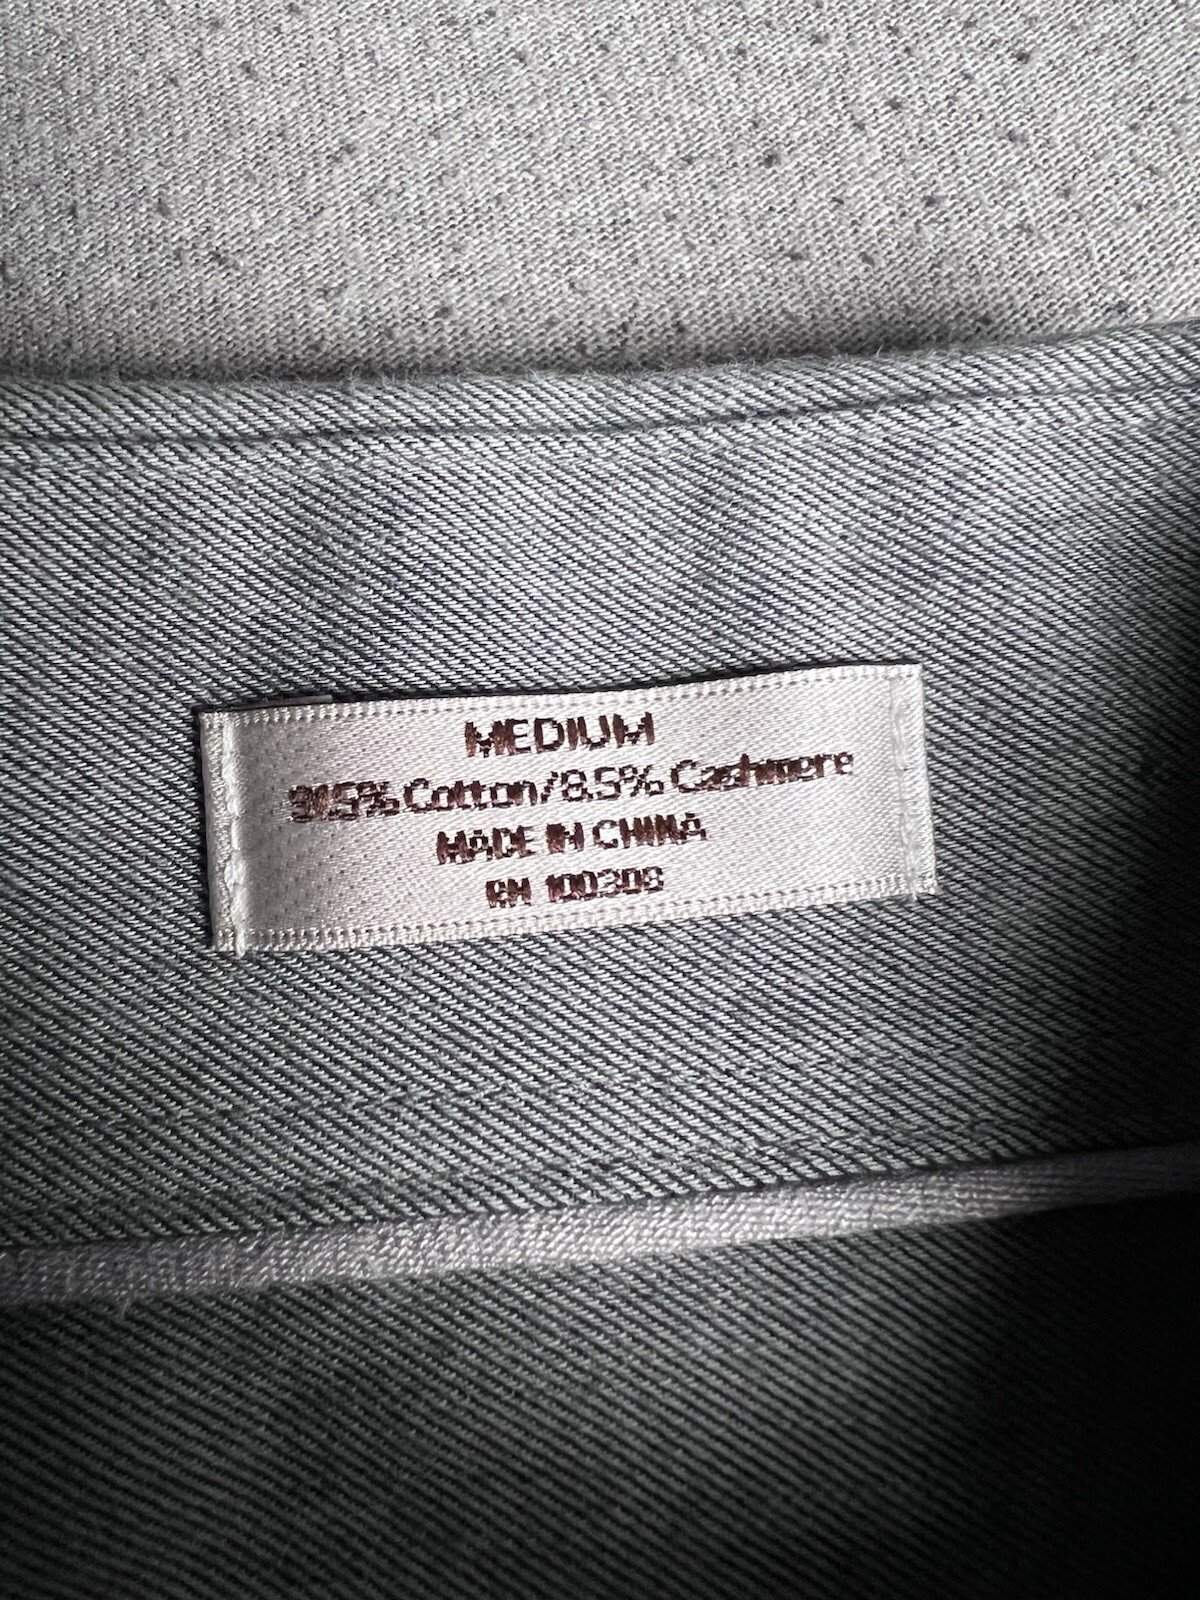 MEDIUM
91.5% Cotton/8.5% Cashmere
MADE IN CHINA
RN 100308